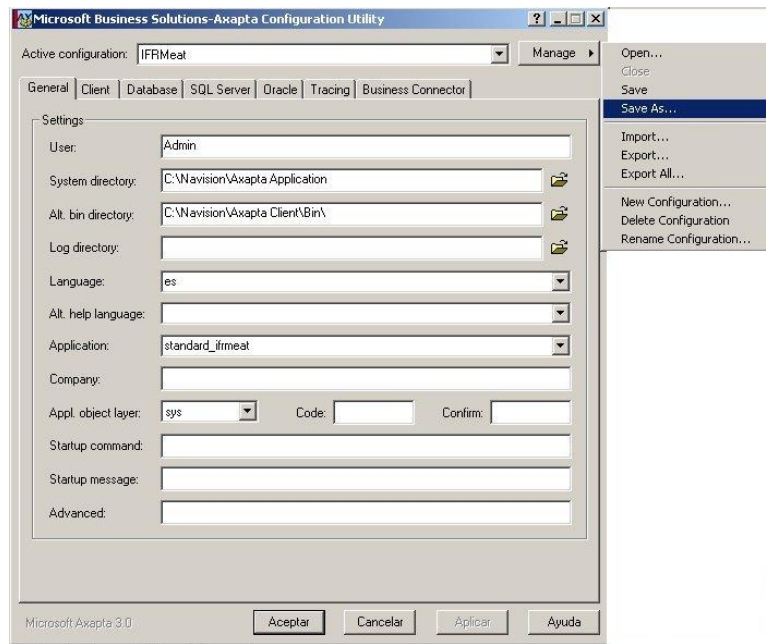 Microsoft Business Solutions-Axapta Configuration Utility
Active configuration: IFRMeat Manage
General Client Database SQL Server Oracle Tracing Business Connector
Settings
User: Admin
System directory: C:\Navision\Axapta Application
Alt. bin directory: C:\Navision\Axapta Client\Bin\
Log directory:
Language: es
Alt. help language:
Application: standard_ifrmeat
Company:
Appl. object layer: sys Code: Confirm:
Startup command:
Startup message:
Advanced:
Microsoft Axapta 3.0 Aceptar Cancelar Aplicar Ayuda
Open...
Close
Save
Save As...
Import...
Export...
Export All...
New Configuration...
Delete Configuration
Rename Configuration...